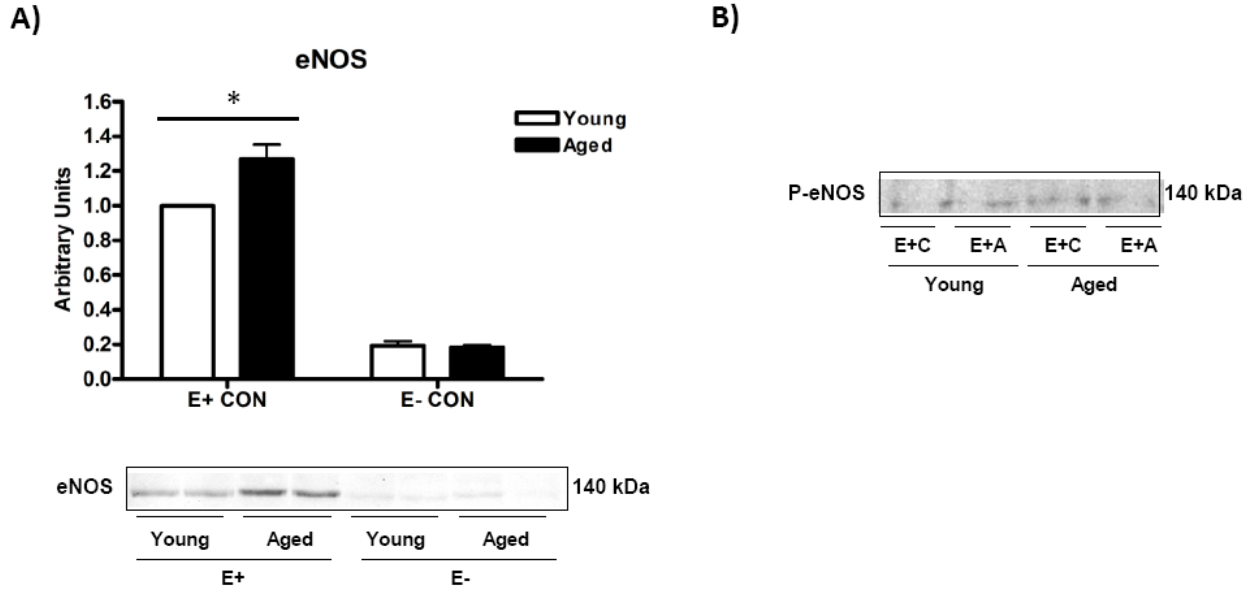 A)
eNOS
*
1.6
1.4
1.2
1.0
0.8
0.6
0.4
0.2
0.0
Arbitrary Units
Young
Aged
E+ CON E- CON
eNOS 140 kDa
Young Aged Young Aged
E+ E-
B)
P-eNOS 140 kDa
E+C E+A E+C E+A
Young Aged